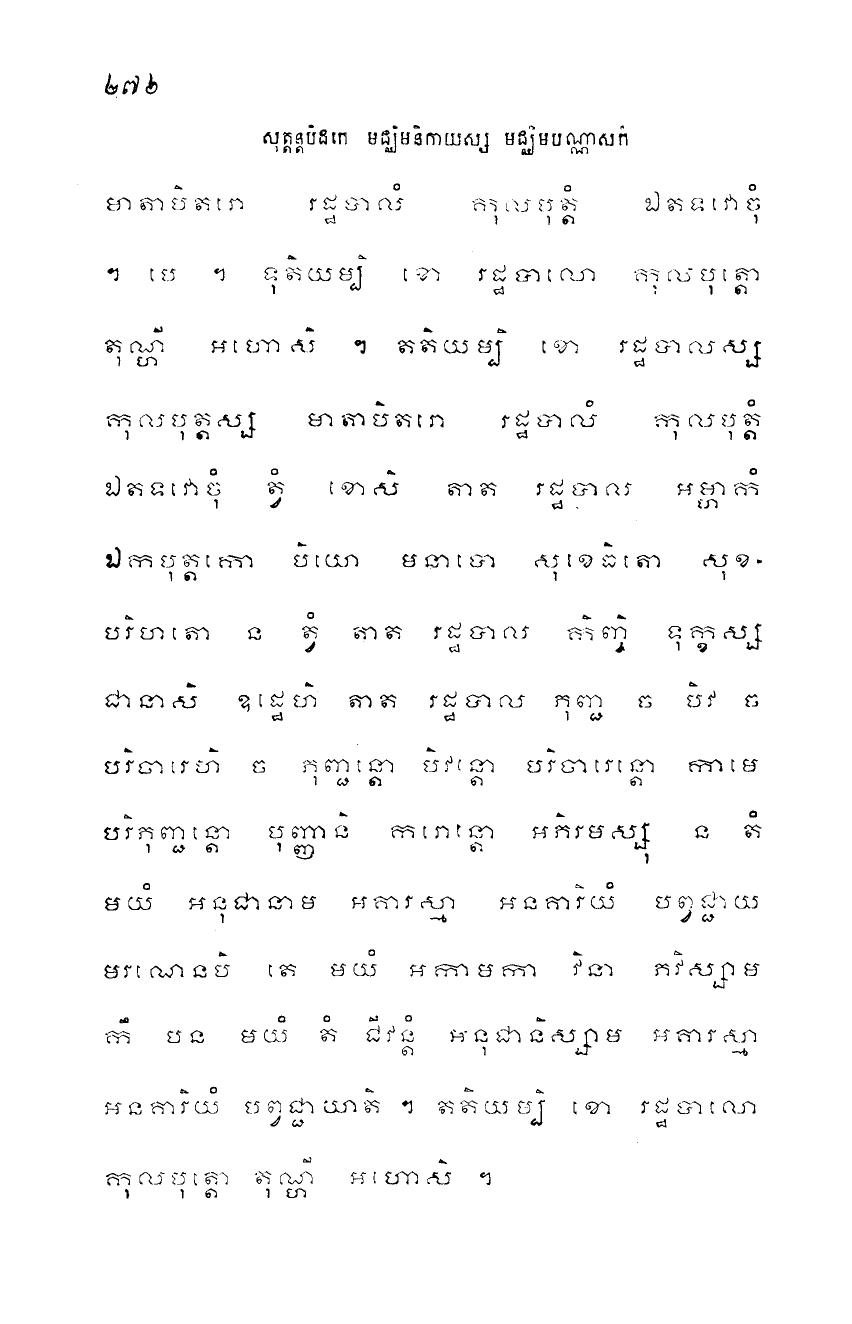 ២៧២
សុត្តន្តបិដកេ មជ្ឈិមនិកាយស្ស មជ្ឈិមបណ្ណាសកំ
មាតាបិតរោ រដ្ឋបាលំ កុលបុត្តំ ឯតទវោចុំ
។ បេ ។ ទុតិយម្បិ ខោ រដ្ឋបាលោ កុលបុត្តោ
តុណ្ហី អហោសិ ។ តតិយម្បិ ខោ រដ្ឋបាលស្ស
កុលបុត្តស្ស មាតាបិតរោ រដ្ឋបាលំ កុលបុត្តំ
ឯតទវោចុំ ត្វំ ខោសិ តាត រដ្ឋបាល អម្ហាកំ
ឯកបុត្តកោ បិយោ មនាបោ សុខេធិតោ សុខ-
បរិហតោ ន ត្វំ តាត រដ្ឋបាល កិញ្ចិ ទុក្ខស្ស
ជានាសិ ឧដ្ឋេហិ តាត រដ្ឋបាល ភុញ្ជ ច បិវ ច
បរិចារេហិ ច ភុញ្ជន្តោ បិវន្តោ បរិចារេន្តោ កាមេ
បរិភុញ្ជន្តោ បុញ្ញានិ ករោន្តោ អភិរមស្សុ ន តំ
មយំ អនុជានាម អគារស្មា អនគារិយំ បព្វជ្ជាយ
មរណេនបិ តេ មយំ អកាមកា វិនា ភវិស្សាម
កឹ បន មយំ តំ ជីវន្តំ អនុជានិស្សាម អគារស្មា
អនគារិយំ បព្វជ្ជាយាតិ ។ តតិយម្បិ ខោ រដ្ឋបាលោ
កុលបុត្តោ តុណ្ហី អហោសិ ។